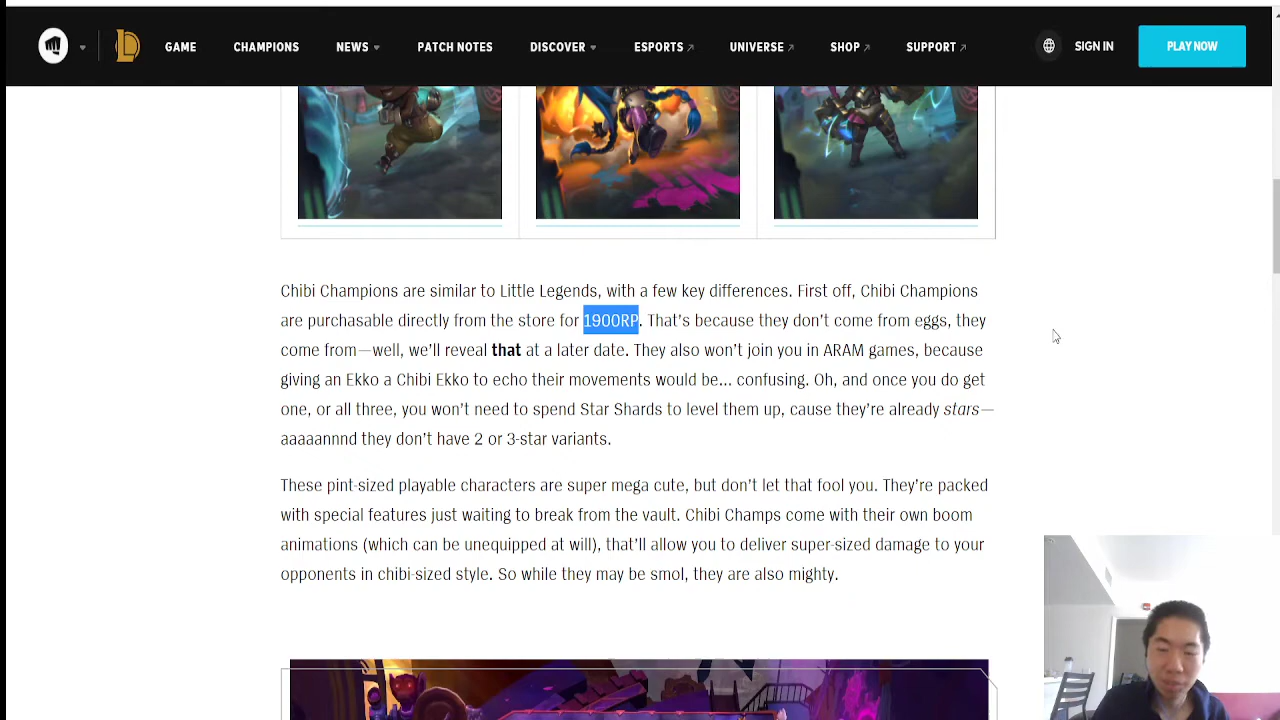 GAME CHAMPIONS NEWS PATCH NOTES DISCOVER ESPORTS UNIVERSE SHOP SUPPORT SIGN IN PLAY NOW
Chibi Champions are similar to Little Legends, with a few key differences. First off, Chibi Champions
are purchasable directly from the store for 1900RP. That's because they don't come from eggs, they
come from—well, we'll reveal that at a later date. They also won't join you in ARAM games, because
giving an Ekko a Chibi Ekko to echo their movements would be... confusing. Oh, and once you do get
one, or all three, you won't need to spend Star Shards to level them up, cause they're already stars—
aaaaannnd they don't have 2 or 3-star variants.
These pint-sized playable characters are super mega cute, but don't let that fool you. They're packed
with special features just waiting to break from the vault. Chibi Champs come with their own boom
animations (which can be unequipped at will), that'll allow you to deliver super-sized damage to your
opponents in chibi-sized style. So while they may be smol, they are also mighty.